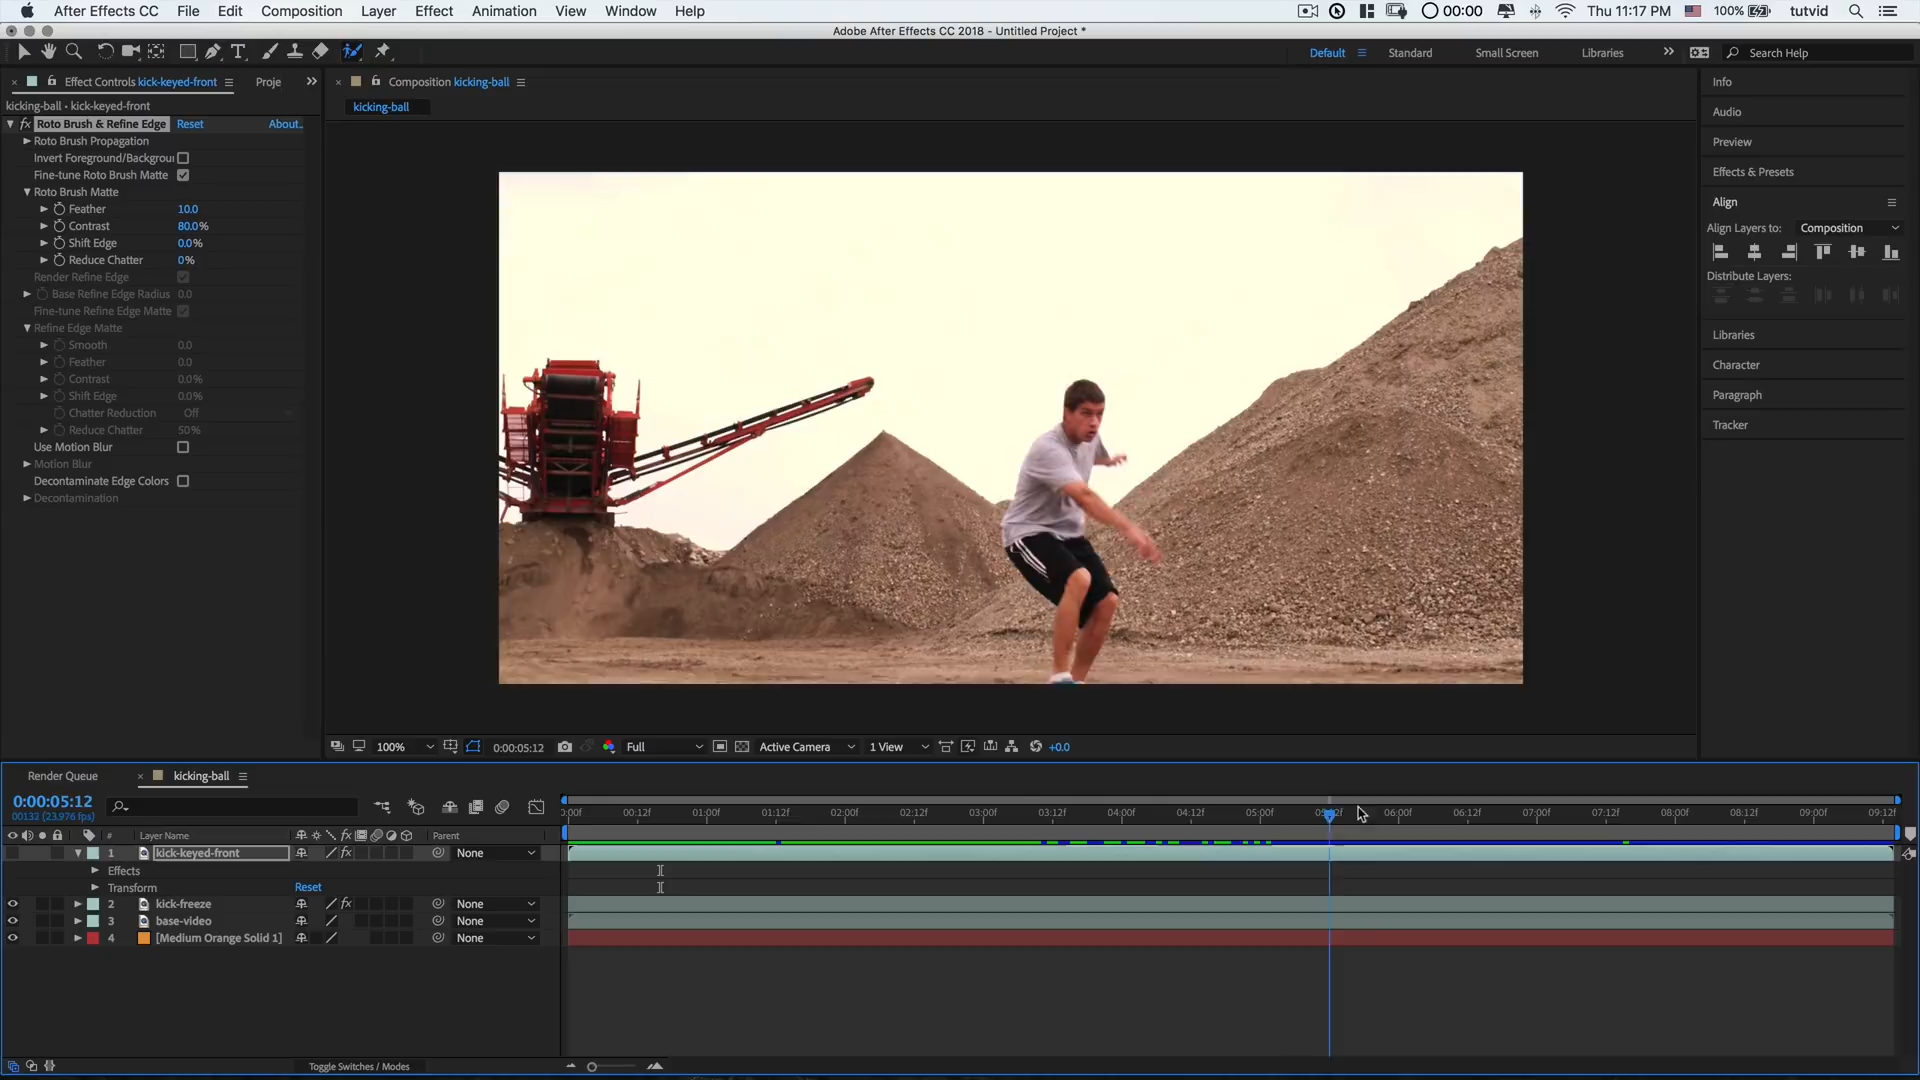 After Effects CC File Edit Composition Layer Effect Animation View Window Help 00:00 Thu 11:17 PM 100% tutvid
Adobe After Effects CC 2018 - Untitled Project *
Default Standard Small Screen Libraries Search Help
Effect Controls kick-keyed-front Proje
Composition kicking-ball
kicking-ball • kick-keyed-front
kicking-ball
fx Roto Brush & Refine Edge Reset About..
Roto Brush Propagation
Invert Foreground/Backgrour
Fine-tune Roto Brush Matte
Roto Brush Matte
Feather 10.0
Contrast 80.0%
Shift Edge 0.0%
Reduce Chatter 0%
Render Refine Edge
Base Refine Edge Radius 0.0
Fine-tune Refine Edge Matte
Refine Edge Matte
Smooth 0.0
Feather 0.0
Contrast 0.0%
Shift Edge 0.0%
Chatter Reduction Off
Reduce Chatter 50%
Use Motion Blur
Motion Blur
Decontaminate Edge Colors
Decontamination
Info
Audio
Preview
Effects & Presets
Align
Align Layers to: Composition
Distribute Layers:
Libraries
Character
Paragraph
Tracker
100% 0:00:05:12 Full Active Camera 1 View +0.0
Render Queue kicking-ball
0:00:05:12
00132 (23.976 fps)
:00f 00:12f 01:00f 01:12f 02:00f 02:12f 03:00f 03:12f 04:00f 04:12f 05:00f 06:00f 06:12f 07:00f 07:12f 08:00f 08:12f 09:00f 09:12f
# Layer Name fx Parent
1 kick-keyed-front fx None
Effects
Transform Reset
2 kick-freeze fx None
3 base-video None
4 [Medium Orange Solid 1] None
Toggle Switches / Modes